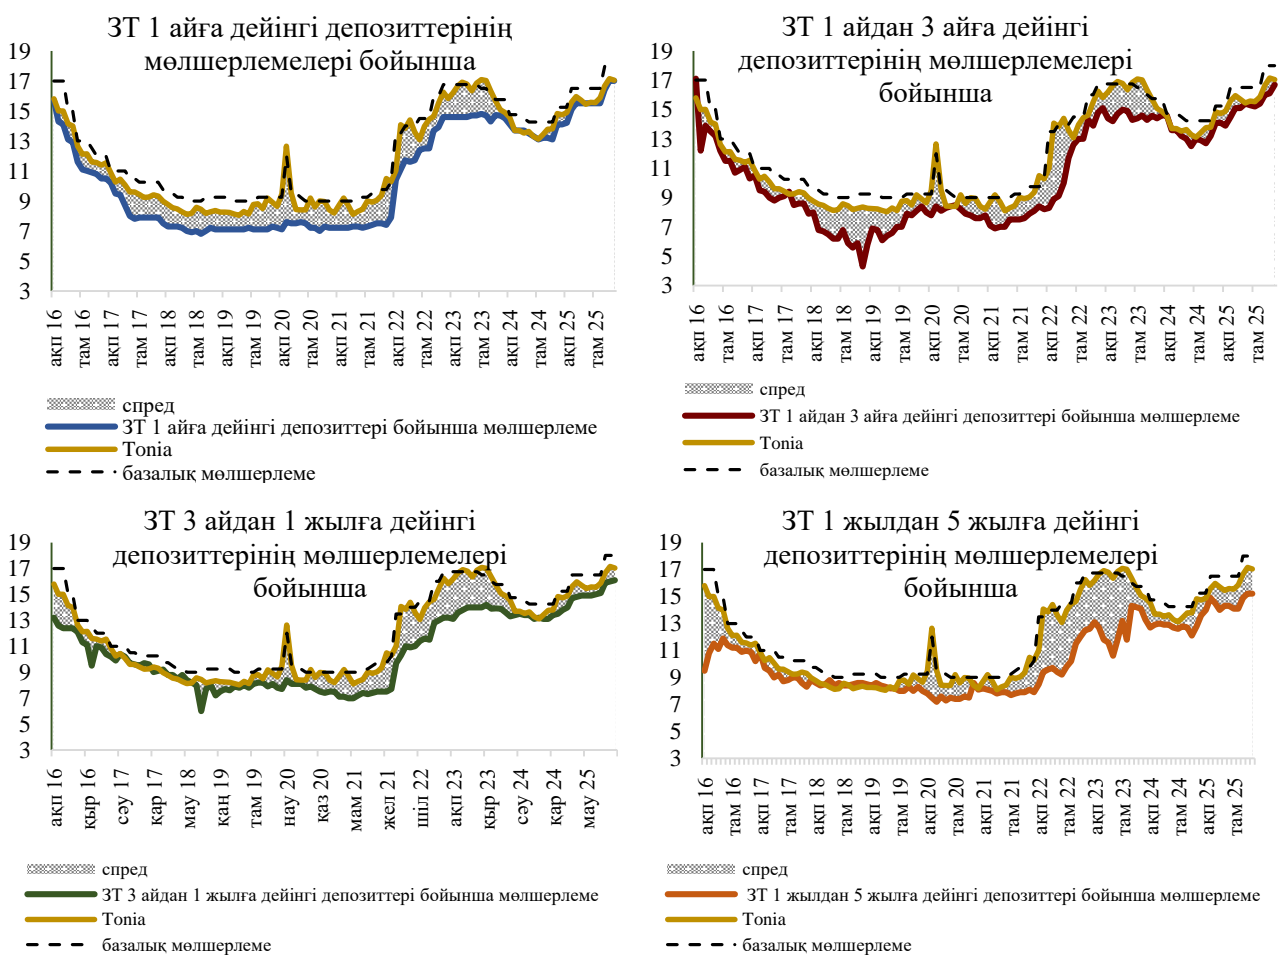 ЗТ 1 айға дейінгі депозиттерінің
мөлшерлемелері бойынша
19
17
15
13
11
9
7
5
3
ақп 16
там 16
ақп 17
там 17
ақп 18
там 18
ақп 19
там 19
ақп 20
там 20
ақп 21
там 21
ақп 22
там 22
ақп 23
там 23
ақп 24
там 24
ақп 25
там 25
спред
ЗТ 1 айға дейінгі депозиттері бойынша мөлшерлеме
Tonia
базалық мөлшерлеме
ЗТ 1 айдан 3 айға дейінгі
депозиттерінің мөлшерлемелері
бойынша
19
17
15
13
11
9
7
5
3
ақп 16
там 16
ақп 17
там 17
ақп 18
там 18
ақп 19
там 19
ақп 20
там 20
ақп 21
там 21
ақп 22
там 22
ақп 23
там 23
ақп 24
там 24
ақп 25
там 25
спред
ЗТ 1 айдан 3 айға дейінгі депозиттері бойынша мөлшерлеме
Tonia
базалық мөлшерлеме
ЗТ 3 айдан 1 жылға дейінгі
депозиттерінің мөлшерлемелері
бойынша
19
17
15
13
11
9
7
5
3
ақп 16
қыр 16
сәу 17
қар 17
мау 18
қаң 19
там 19
нау 20
қаз 20
мам 21
жел 21
шіл 22
ақп 23
қыр 23
сәу 24
қар 24
мау 25
спред
ЗТ 3 айдан 1 жылға дейінгі депозиттері бойынша мөлшерлеме
Tonia
базалық мөлшерлеме
ЗТ 1 жылдан 5 жылға дейінгі
депозиттерінің мөлшерлемелері
бойынша
19
17
15
13
11
9
7
5
3
ақп 16
там 16
ақп 17
там 17
ақп 18
там 18
ақп 19
там 19
ақп 20
там 20
ақп 21
там 21
ақп 22
там 22
ақп 23
там 23
ақп 24
там 24
ақп 25
там 25
спред
ЗТ 1 жылдан 5 жылға дейінгі депозиттері бойынша мөлшерлеме
Tonia
базалық мөлшерлеме